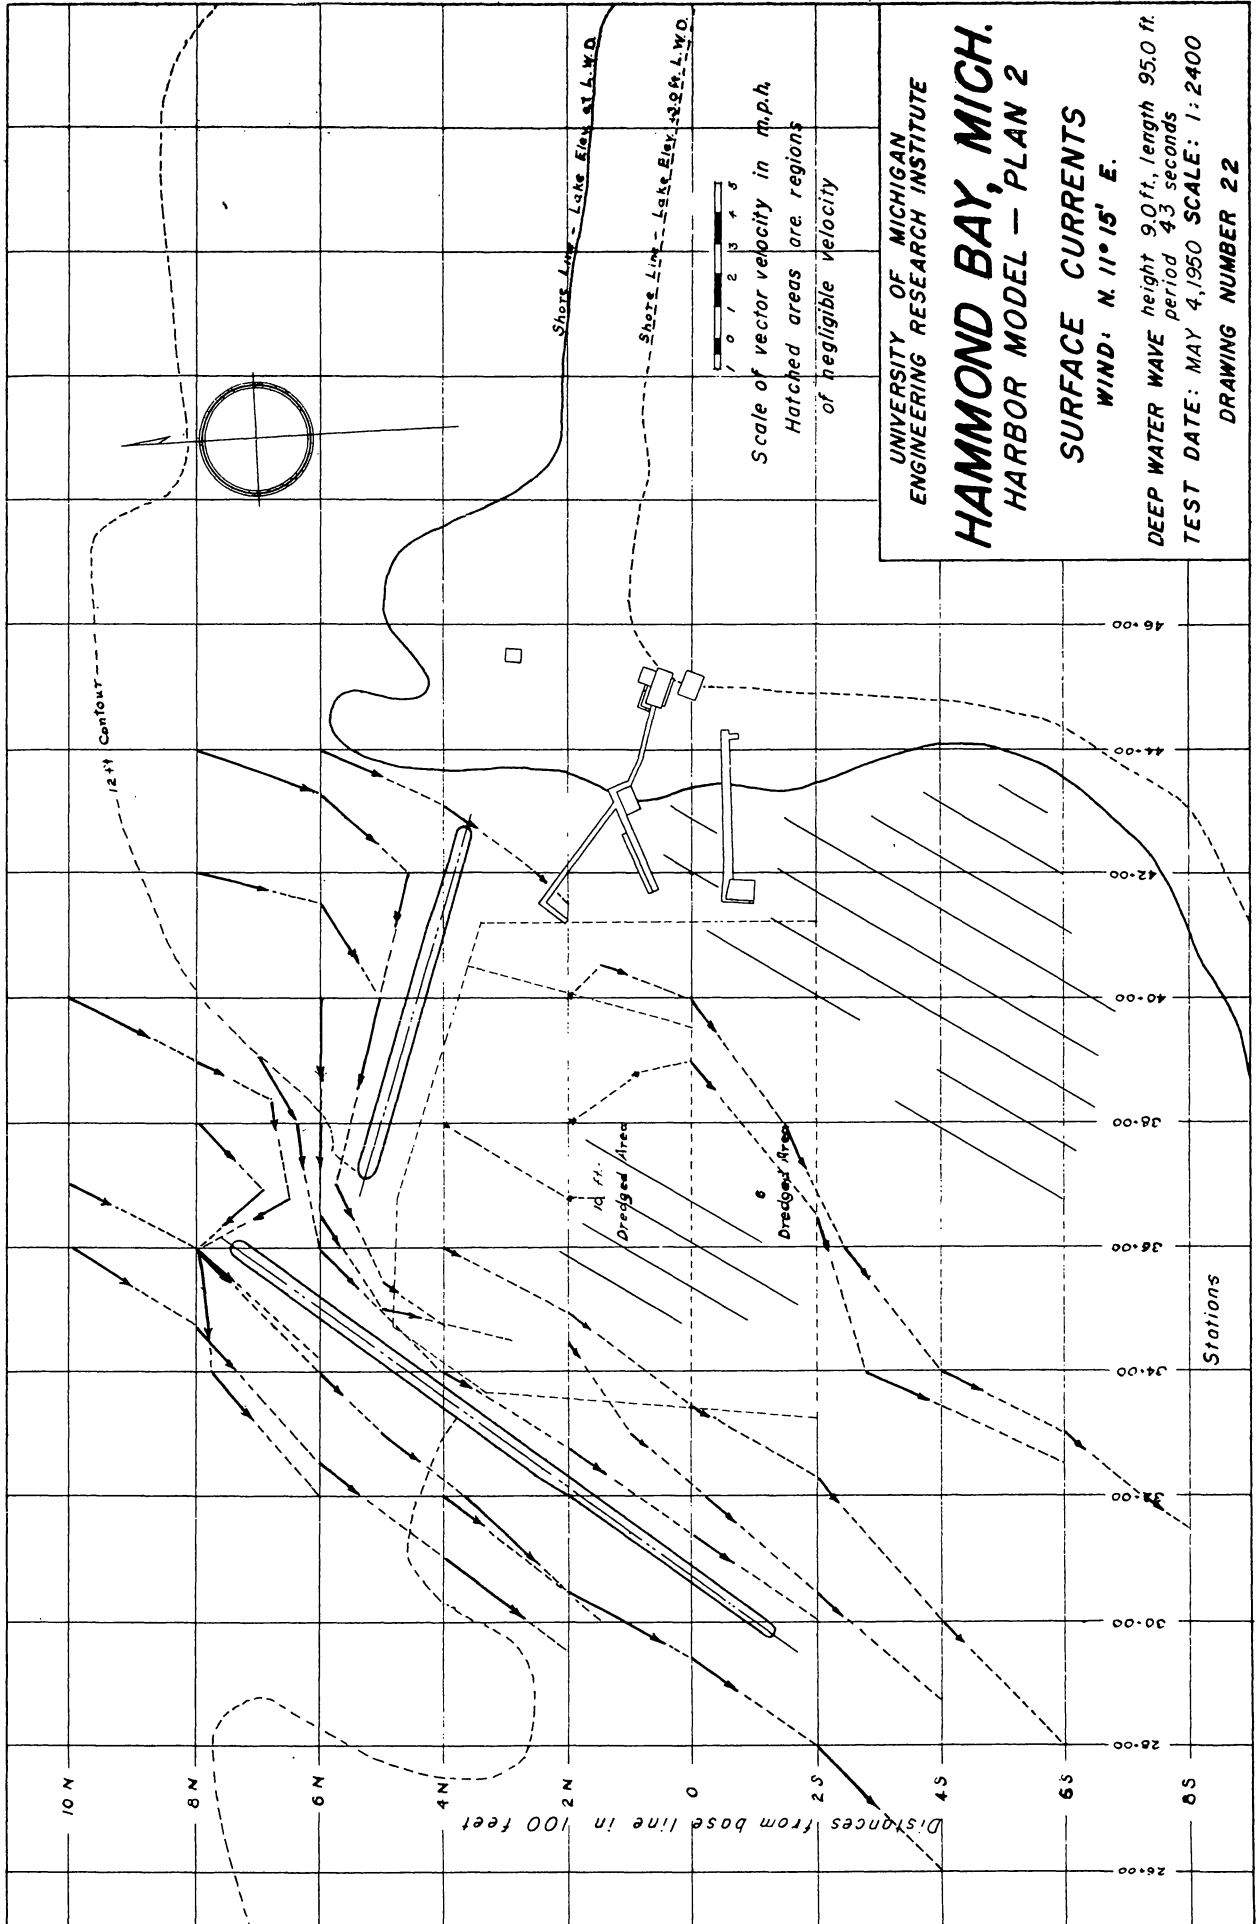 UNIVERSITY OF MICHIGAN
ENGINEERING RESEARCH INSTITUTE
HAMMOND BAY, MICH.
HARBOR MODEL — PLAN 2
SURFACE CURRENTS
WIND: N. 11° 15' E.
DEEP WATER WAVE height 9.0 ft., length 95.0 ft.
period 4.3 seconds
TEST DATE: MAY 4, 1950 SCALE: 1:2400
DRAWING NUMBER 22
1 0 1 2 3 4 5
Scale of vector velocity in m.p.h.
Hatched areas are regions
of negligible velocity
Shore Line - Lake Elev. at L.W.D.
Shore Line - Lake Elev. +2.0 ft. L.W.D.
12 ft Contour
10 ft.
Dredged Area
6
Dredged Area
Stations
26+00
28+00
30+00
32+00
34+00
36+00
38+00
40+00
42+00
44+00
46+00
10 N
8 N
6 N
4 N
2 N
0
2 S
4 S
6 S
8 S
Distances from base line in 100 feet